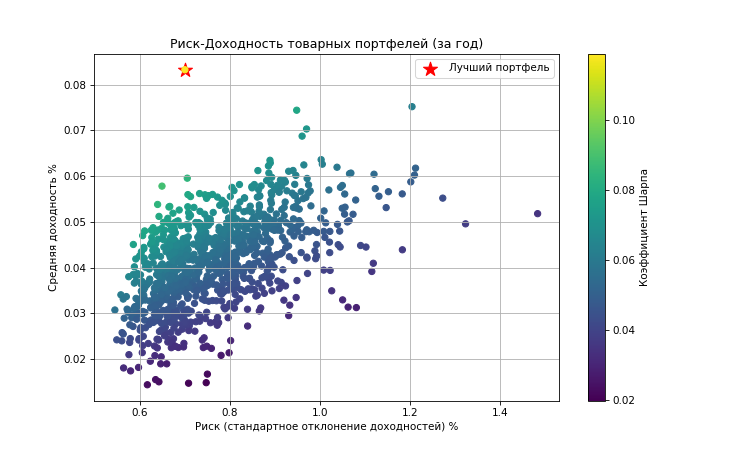 Риск-Доходность товарных портфелей (за год)
Лучший портфель
Средняя доходность %
0.08
0.07
0.06
0.05
0.04
0.03
0.02
0.6 0.8 1.0 1.2 1.4
Риск (стандартное отклонение доходностей) %
0.10
0.08
0.06
0.04
0.02
Коэффициент Шарпа